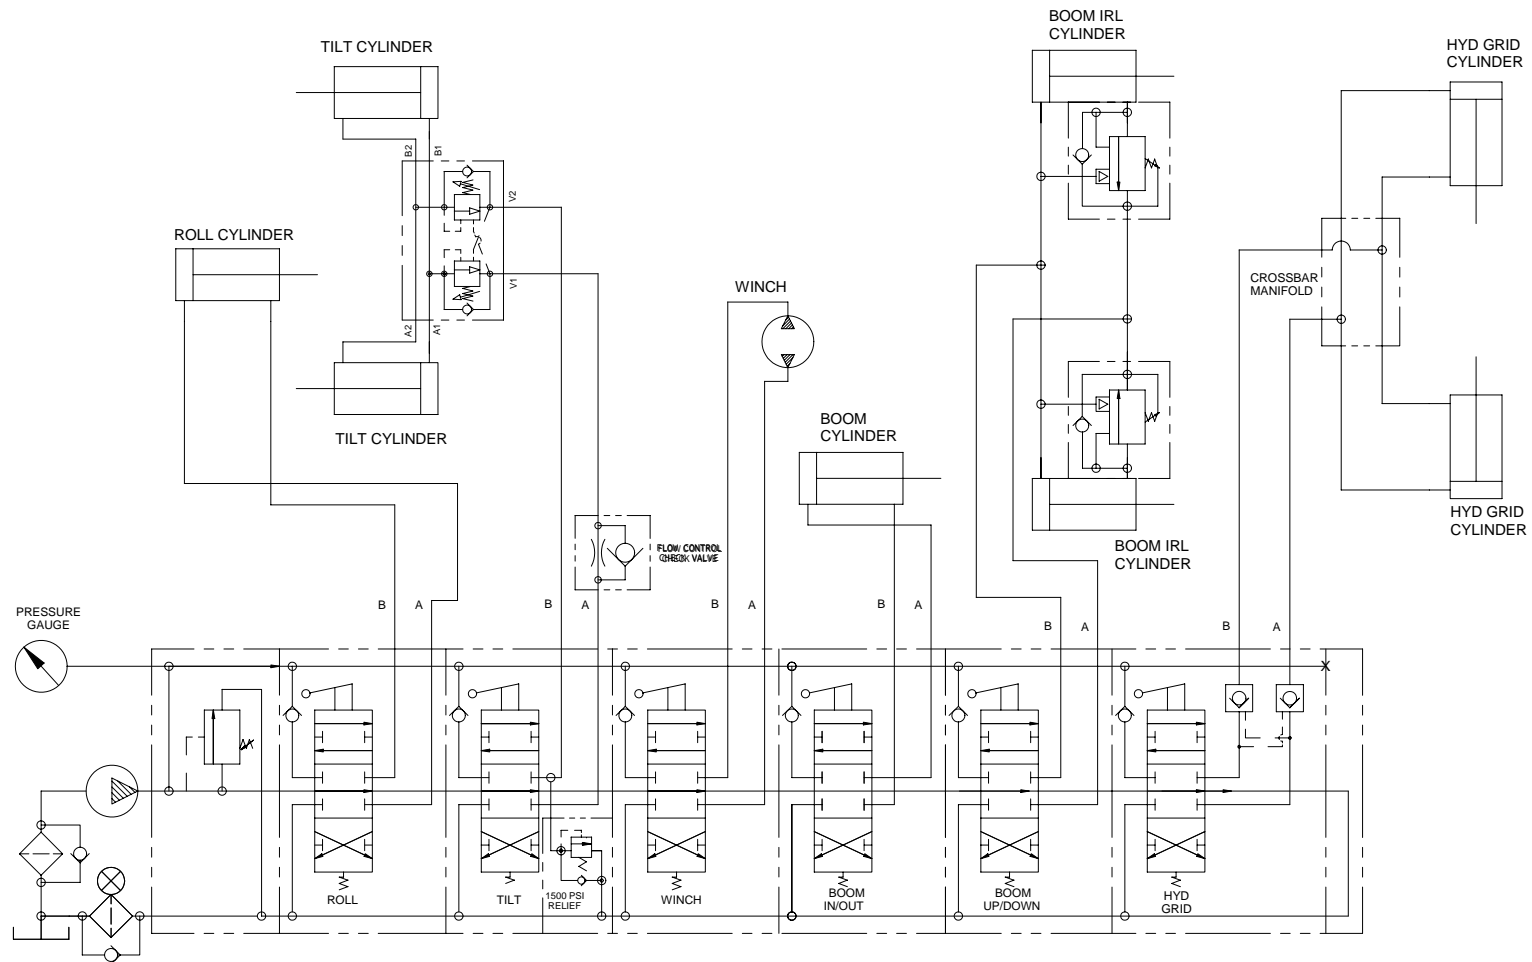 BOOM IRL
CYLINDER
TILT CYLINDER
HYD GRID
CYLINDER
B2
B1
V2
ROLL CYLINDER
CROSSBAR
MANIFOLD
V1
WINCH
A2
A1
BOOM
CYLINDER
TILT CYLINDER
HYD GRID
CYLINDER
BOOM IRL
CYLINDER
FLOW CONTROL
CHECK VALVE
PRESSURE
GAUGE
B
A
B
A
B
A
B
A
B
A
B
A
X
ROLL
TILT
1500 PSI
RELIEF
WINCH
BOOM
IN/OUT
BOOM
UP/DOWN
HYD
GRID